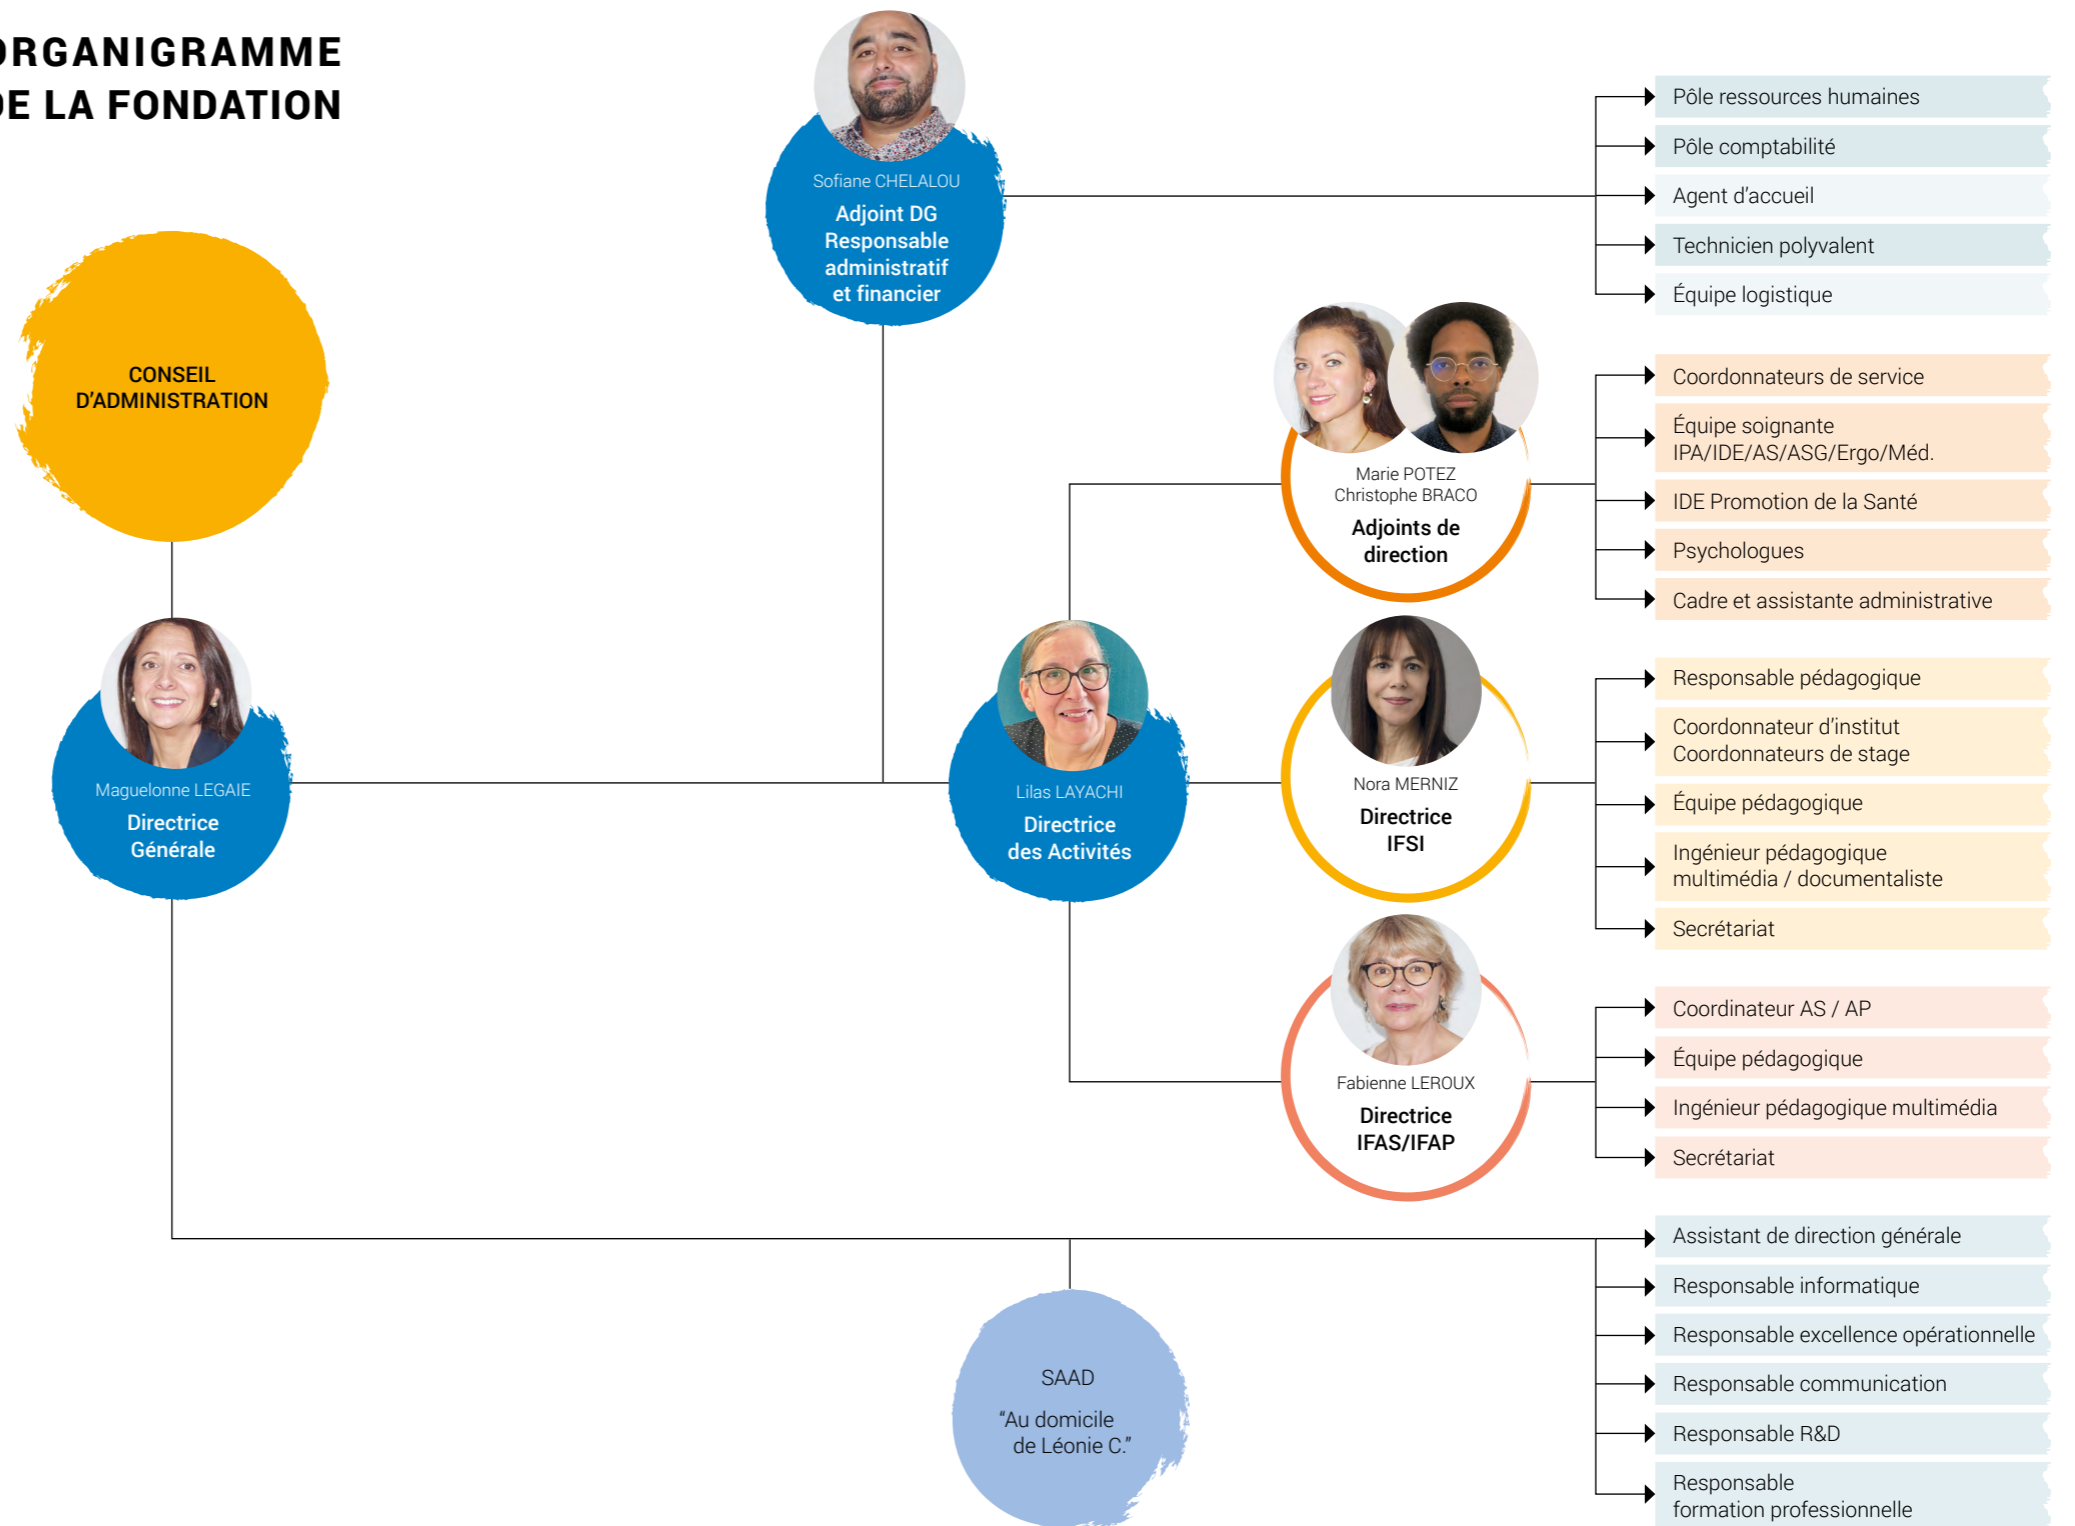 ORGANIGRAMME
DE LA FONDATION
CONSEIL
D'ADMINISTRATION
Maguelonne LEGAIE
Directrice
Générale
Sofiane CHELALOU
Adjoint DG
Responsable
administratif
et financier
Pôle ressources humaines
Pôle comptabilité
Agent d'accueil
Technicien polyvalent
Équipe logistique
Lilas LAYACHI
Directrice
des Activités
Marie POTEZ
Christophe BRACO
Adjoints de
direction
Coordonnateurs de service
Équipe soignante
IPA/IDE/AS/ASG/Ergo/Méd.
IDE Promotion de la Santé
Psychologues
Cadre et assistante administrative
Nora MERNIZ
Directrice
IFSI
Responsable pédagogique
Coordonnateur d'institut
Coordonnateurs de stage
Équipe pédagogique
Ingénieur pédagogique
multimédia / documentaliste
Secrétariat
Fabienne LEROUX
Directrice
IFAS/IFAP
Coordinateur AS / AP
Équipe pédagogique
Ingénieur pédagogique multimédia
Secrétariat
SAAD
“Au domicile
de Léonie C.”
Assistant de direction générale
Responsable informatique
Responsable excellence opérationnelle
Responsable communication
Responsable R&D
Responsable
formation professionnelle